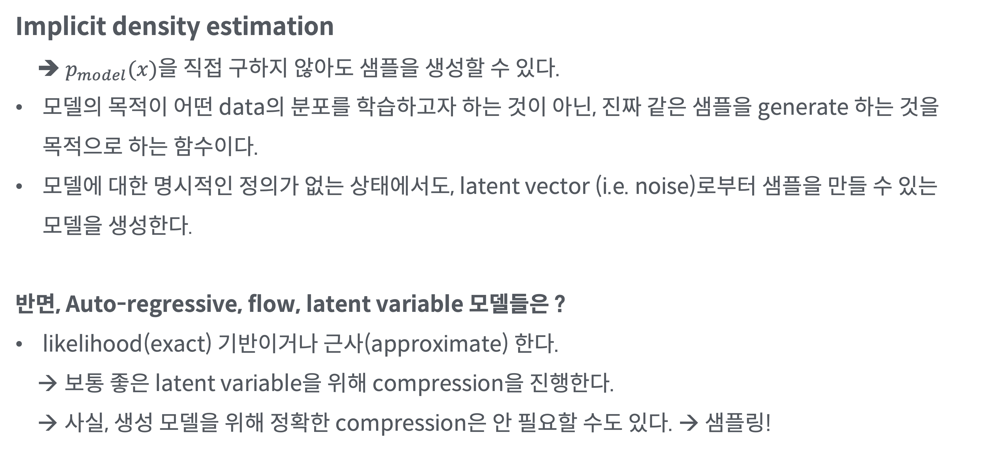 Implicit density estimation
➔ p_model(x)을 직접 구하지 않아도 샘플을 생성할 수 있다.
• 모델의 목적이 어떤 data의 분포를 학습하고자 하는 것이 아닌, 진짜 같은 샘플을 generate 하는 것을
목적으로 하는 함수이다.
• 모델에 대한 명시적인 정의가 없는 상태에서도, latent vector (i.e. noise)로부터 샘플을 만들 수 있는
모델을 생성한다.
반면, Auto-regressive, flow, latent variable 모델들은 ?
• likelihood(exact) 기반이거나 근사(approximate) 한다.
→ 보통 좋은 latent variable을 위해 compression을 진행한다.
→ 사실, 생성 모델을 위해 정확한 compression은 안 필요할 수도 있다. → 샘플링!